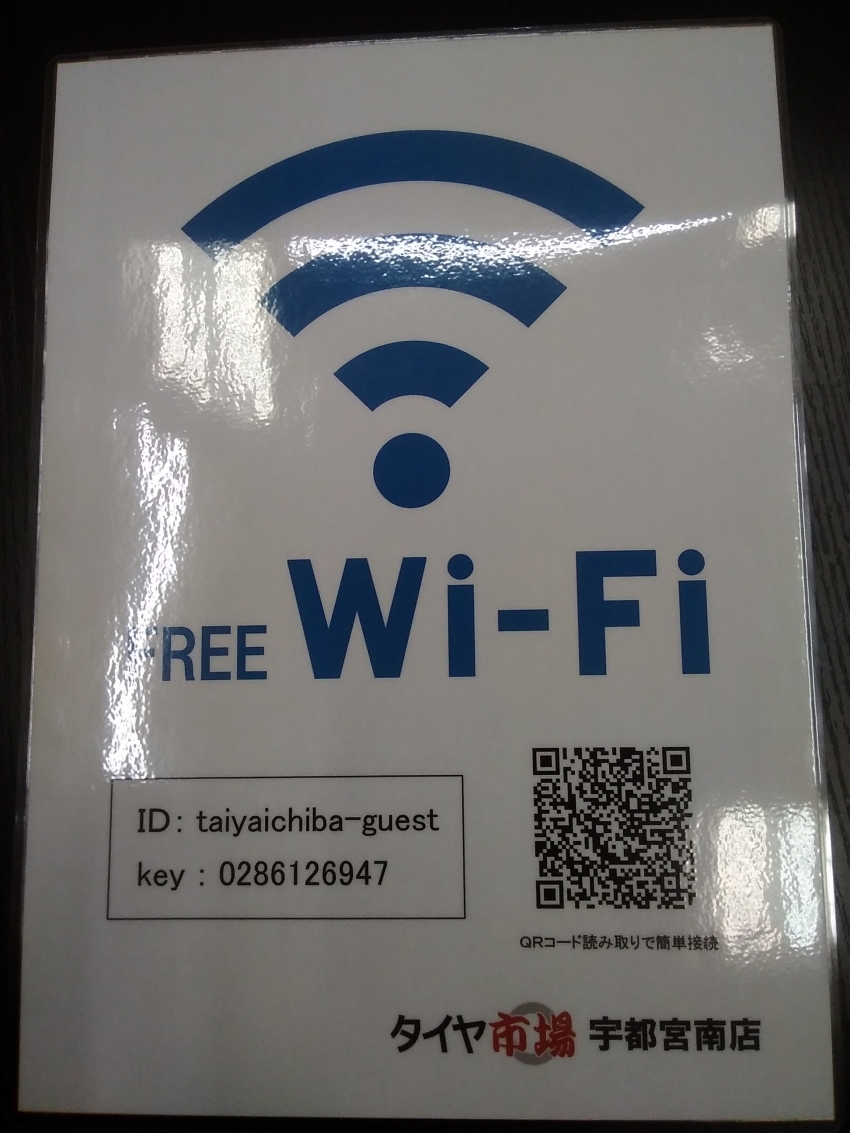 FREE Wi-Fi
ID: taiyaichiba-guest
key : 0286126947
QRコード読み取りで簡単接続
タイヤ市場 宇都宮南店